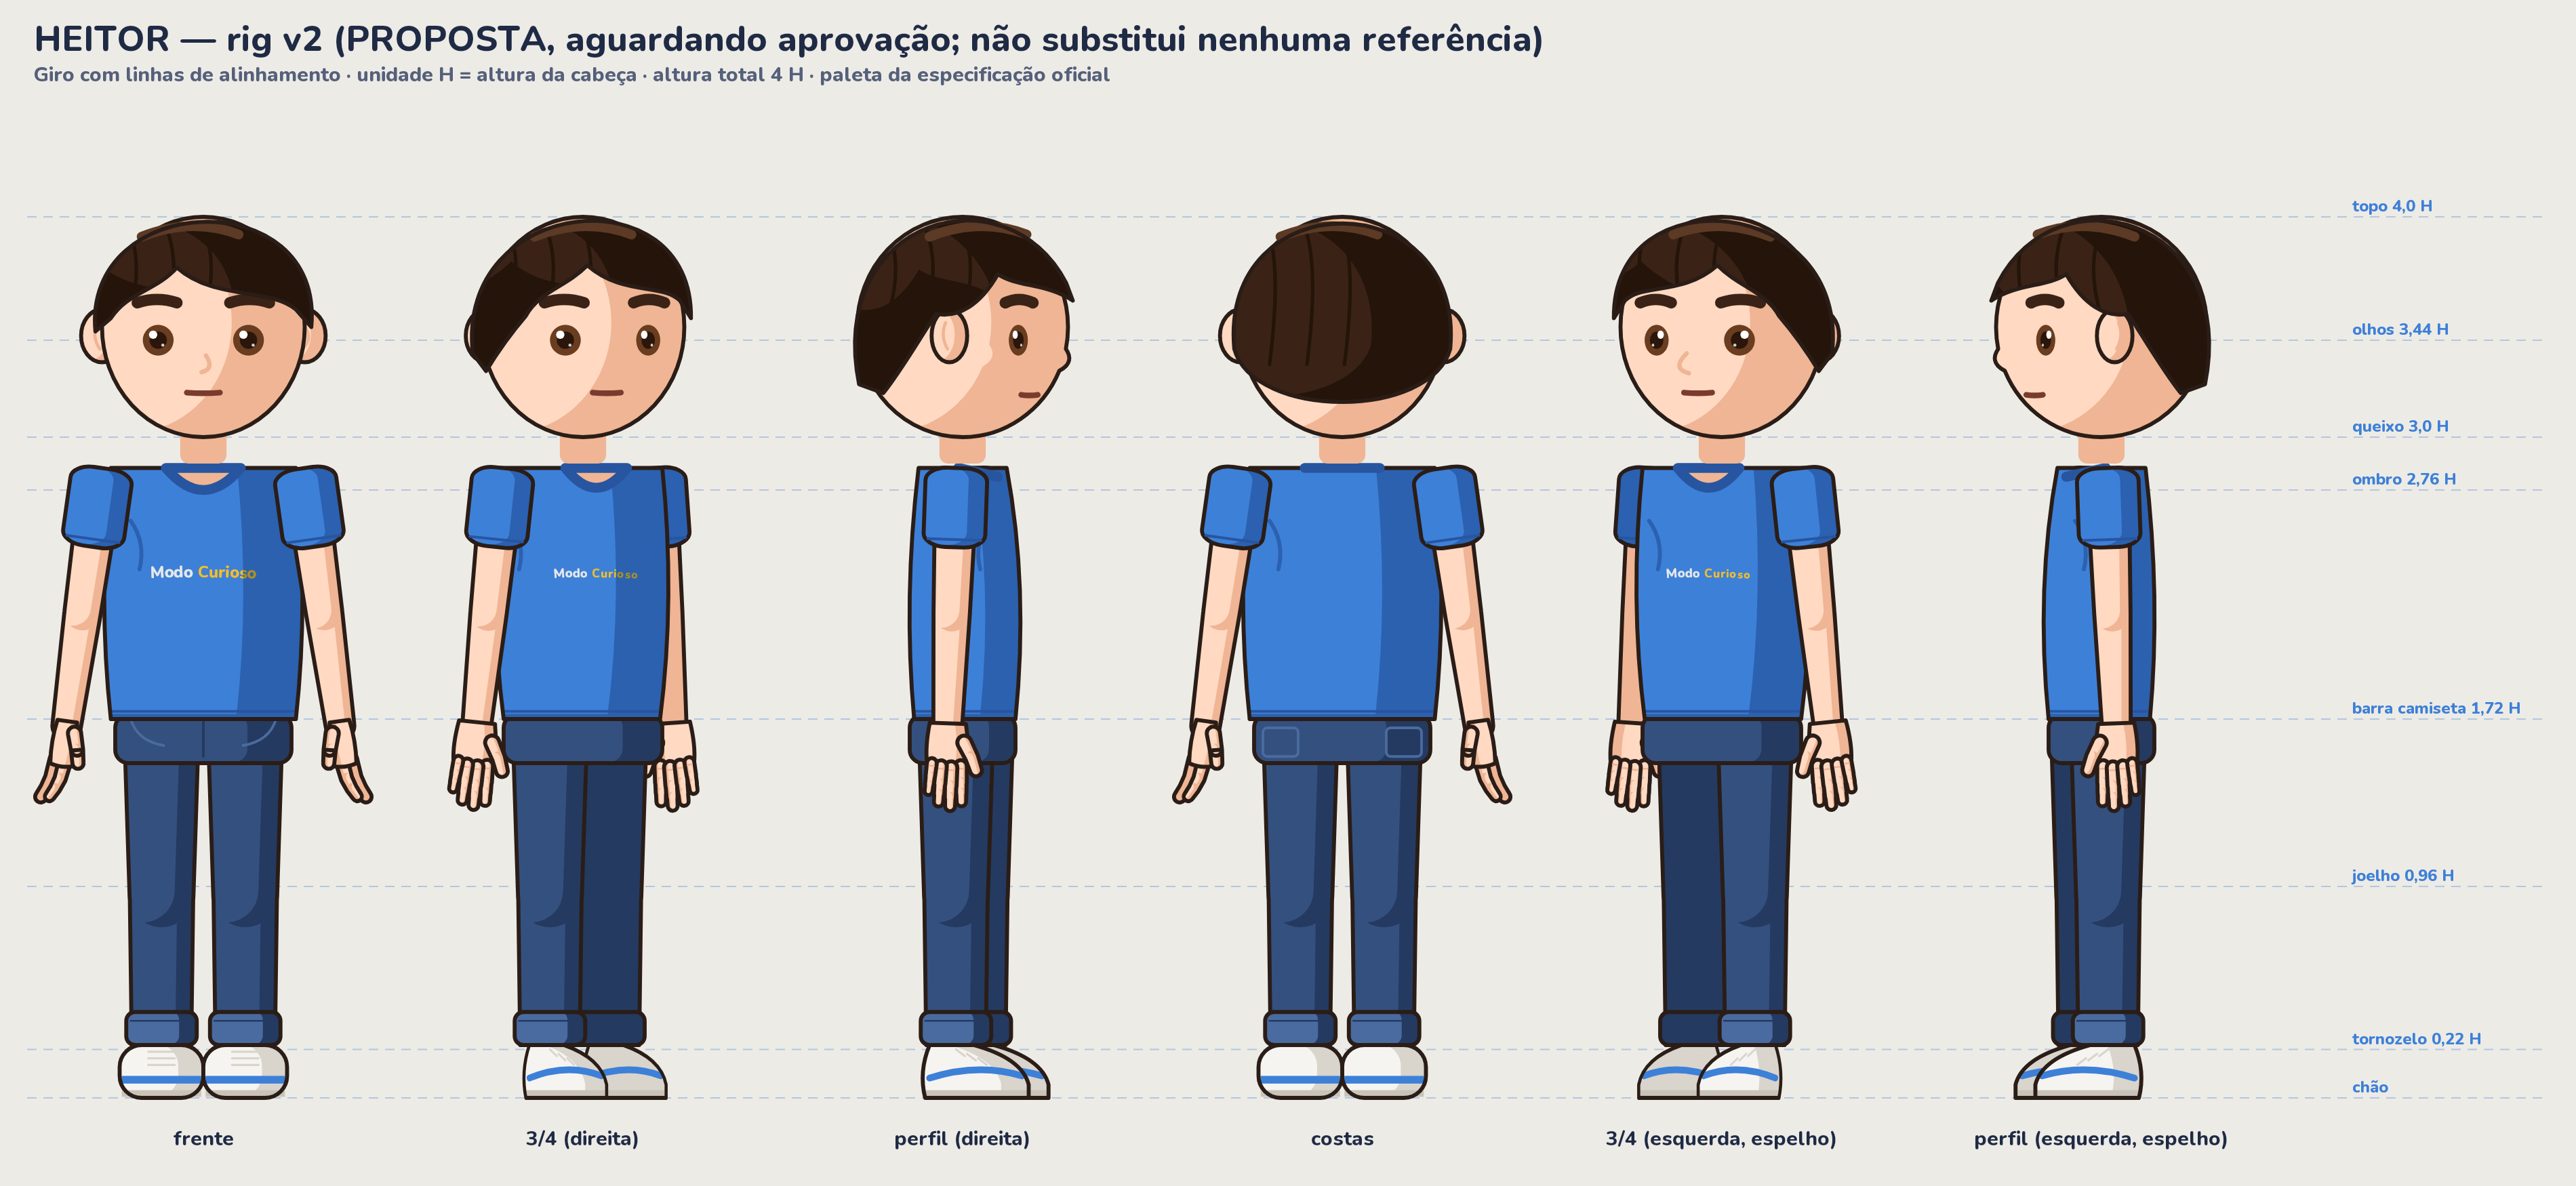 HEITOR — rig v2 (PROPOSTA, aguardando aprovação; não substitui nenhuma referência)
Giro com linhas de alinhamento · unidade H = altura da cabeça · altura total 4 H · paleta da especificação oficial
topo 4,0 H
olhos 3,44 H
queixo 3,0 H
ombro 2,76 H
Modo Curioso
Modo Curioso
Modo Curioso
barra camiseta 1,72 H
joelho 0,96 H
tornozelo 0,22 H
chão
frente
3/4 (direita)
perfil (direita)
costas
3/4 (esquerda, espelho)
perfil (esquerda, espelho)